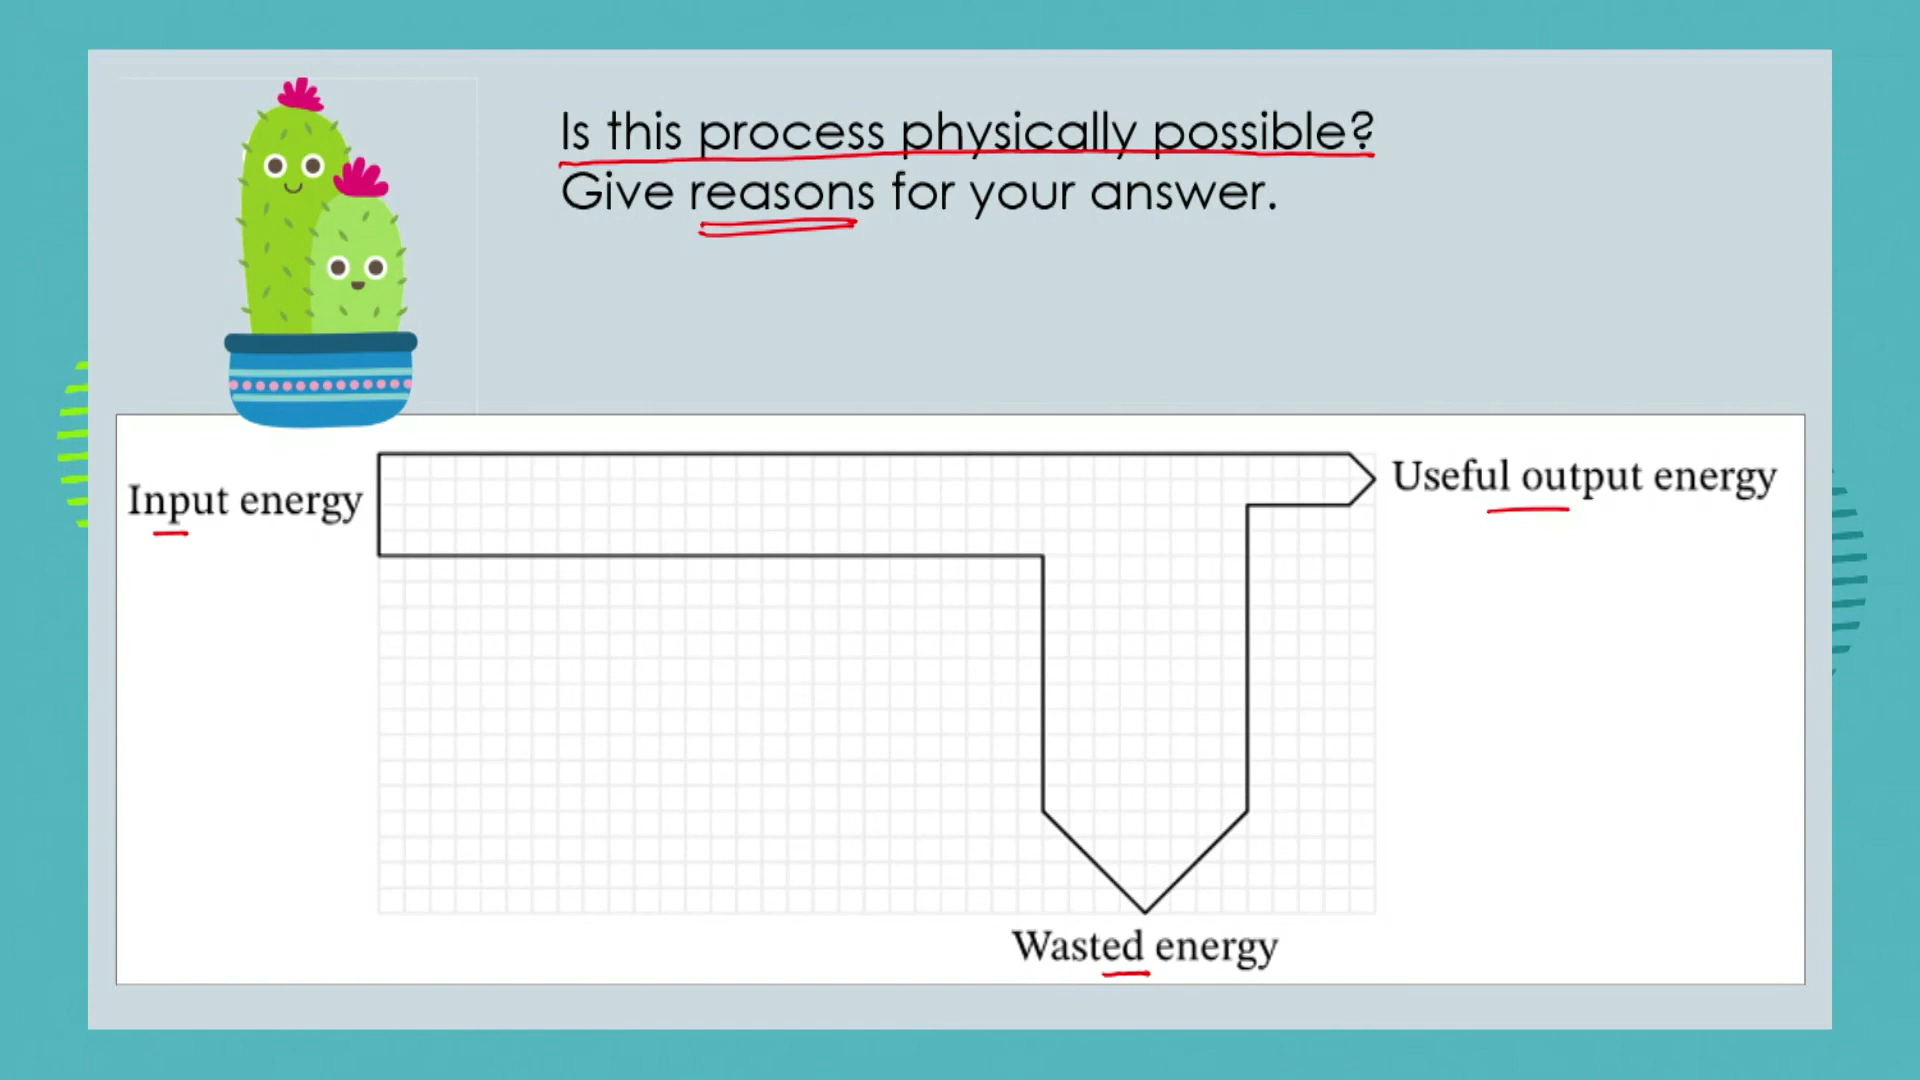 Is this process physically possible?
Give reasons for your answer.
Input energy
Useful output energy
Wasted energy